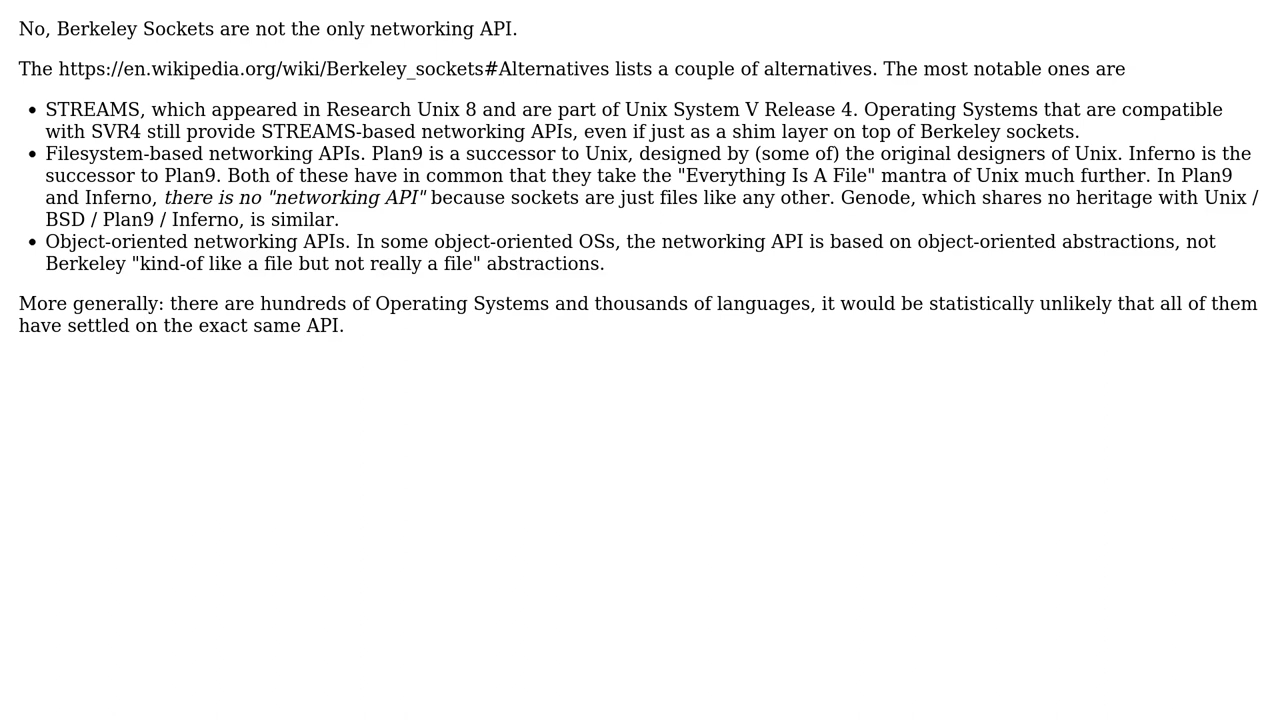 No, Berkeley Sockets are not the only networking API.
The https://en.wikipedia.org/wiki/Berkeley_sockets#Alternatives lists a couple of alternatives. The most notable ones are
• STREAMS, which appeared in Research Unix 8 and are part of Unix System V Release 4. Operating Systems that are compatible
with SVR4 still provide STREAMS-based networking APIs, even if just as a shim layer on top of Berkeley sockets.
• Filesystem-based networking APIs. Plan9 is a successor to Unix, designed by (some of) the original designers of Unix. Inferno is the
successor to Plan9. Both of these have in common that they take the "Everything Is A File" mantra of Unix much further. In Plan9
and Inferno, there is no "networking API" because sockets are just files like any other. Genode, which shares no heritage with Unix /
BSD / Plan9 / Inferno, is similar.
• Object-oriented networking APIs. In some object-oriented OSs, the networking API is based on object-oriented abstractions, not
Berkeley "kind-of like a file but not really a file" abstractions.
More generally: there are hundreds of Operating Systems and thousands of languages, it would be statistically unlikely that all of them
have settled on the exact same API.